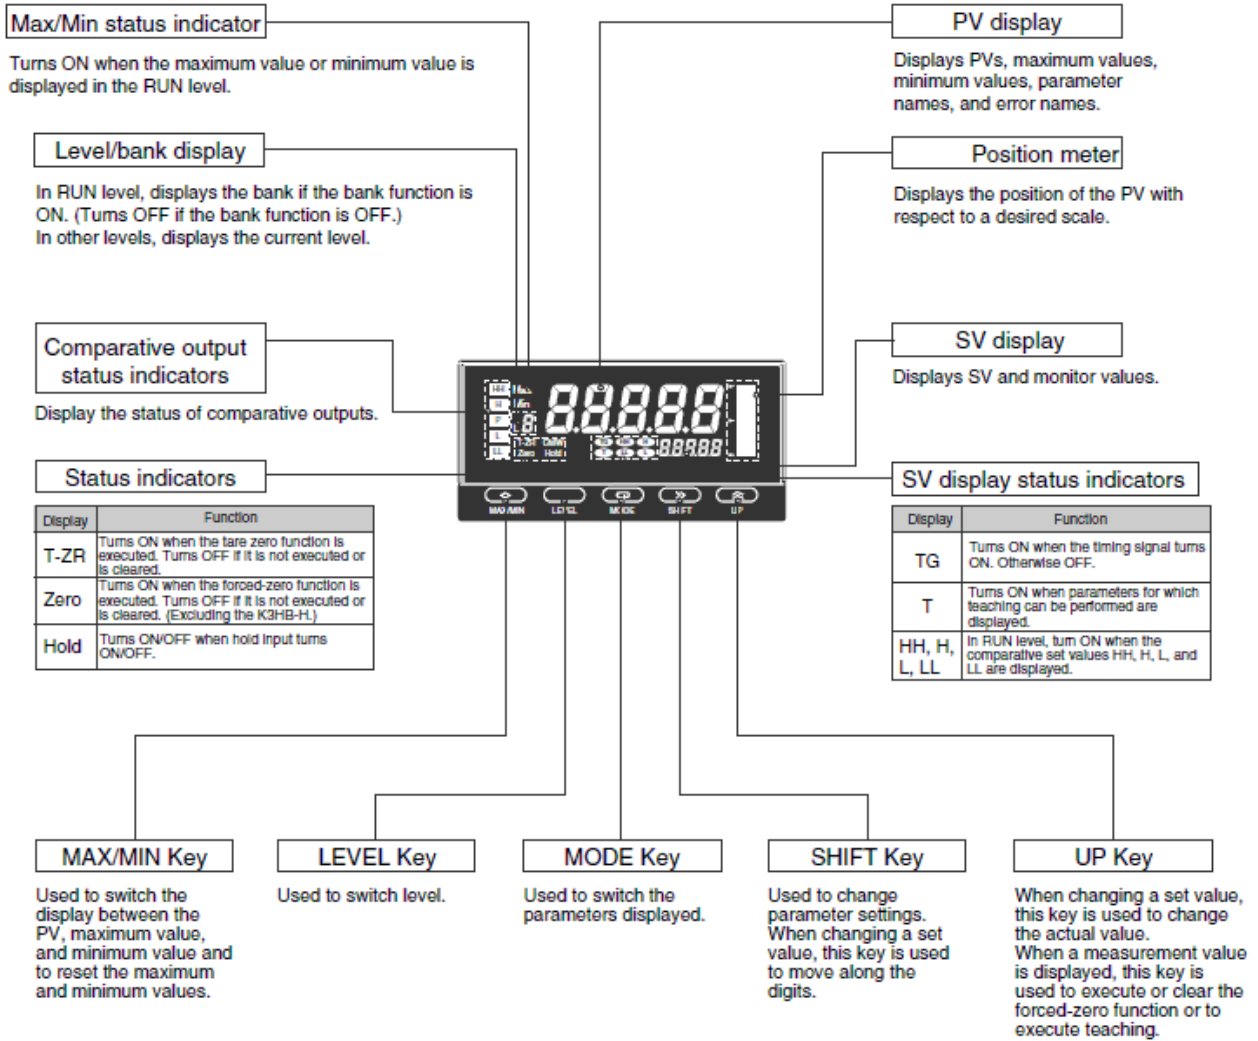 Max/Min status indicator
Turns ON when the maximum value or minimum value is
displayed in the RUN level.
PV display
Displays PVs, maximum values,
minimum values, parameter
names, and error names.
Level/bank display
In RUN level, displays the bank if the bank function is
ON. (Turns OFF if the bank function is OFF.)
In other levels, displays the current level.
Position meter
Displays the position of the PV with
respect to a desired scale.
Comparative output
status indicators
Display the status of comparative outputs.
SV display
Displays SV and monitor values.
HH
H
P
L
LL
Max
Min
L 8
T-ZR
Zero Hold
8.8.8.8.8
TG HH H
T LL L
88.8.88
MAX/MIN LEVEL MODE SHIFT UP
Status indicators
Display Function
T-ZR Turns ON when the tare zero function is
executed. Turns OFF if it is not executed or
is cleared.
Zero Turns ON when the forced-zero function is
executed. Turns OFF if it is not executed or
is cleared. (Excluding the K3HB-H.)
Hold Turns ON/OFF when hold input turns
ON/OFF.
SV display status indicators
Display Function
TG Turns ON when the timing signal turns
ON. Otherwise OFF.
T Turns ON when parameters for which
teaching can be performed are
displayed.
HH, H, In RUN level, turn ON when the
L, LL comparative set values HH, H, L, and
LL are displayed.
MAX/MIN Key
Used to switch the
display between the
PV, maximum value,
and minimum value and
to reset the maximum
and minimum values.
LEVEL Key
Used to switch level.
MODE Key
Used to switch the
parameters displayed.
SHIFT Key
Used to change
parameter settings.
When changing a set
value, this key is used
to move along the
digits.
UP Key
When changing a set value,
this key is used to change
the actual value.
When a measurement value
is displayed, this key is
used to execute or clear the
forced-zero function or to
execute teaching.